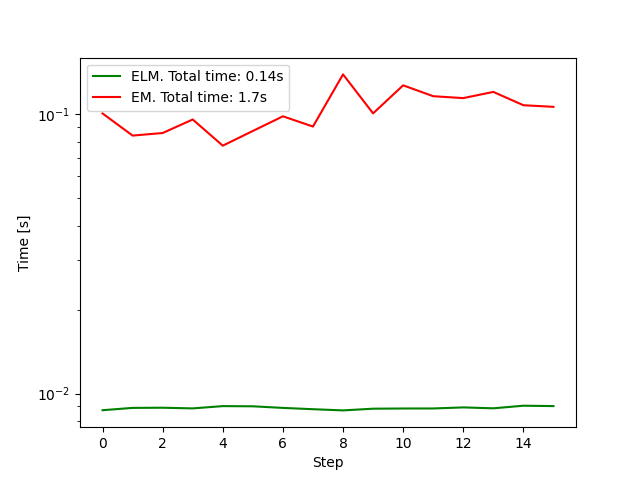 ELM. Total time: 0.14s
EM. Total time: 1.7s
10⁻¹
10⁻²
Time [s]
0 2 4 6 8 10 12 14
Step